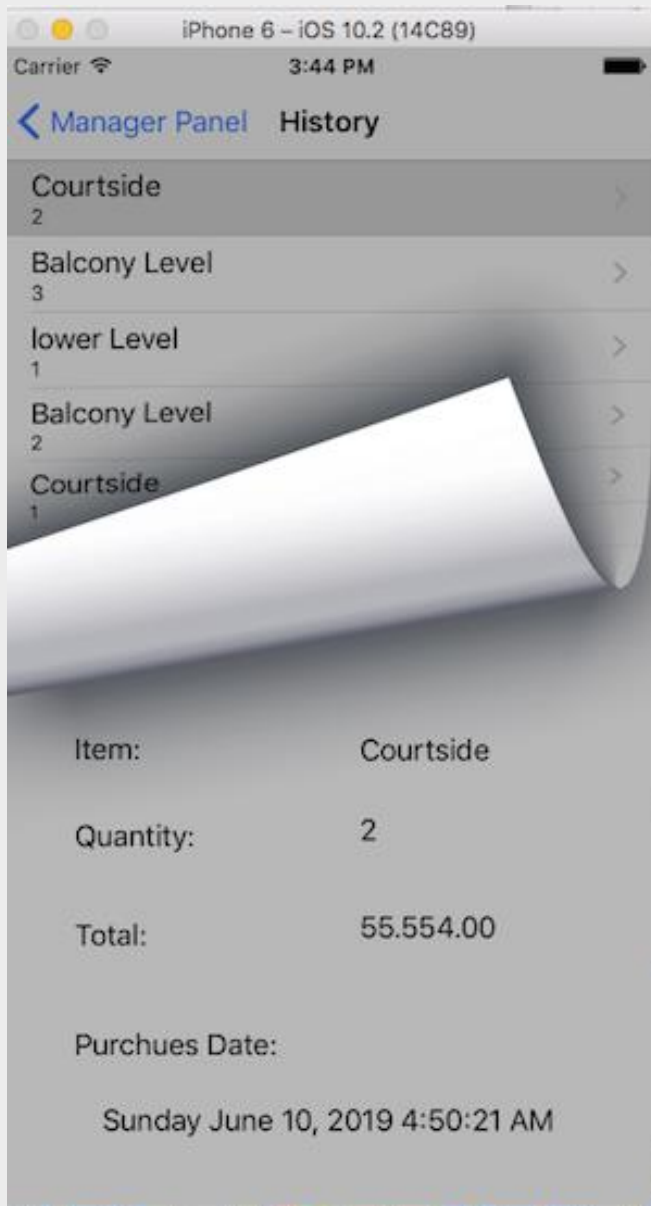 iPhone 6 – iOS 10.2 (14C89)
Carrier 3:44 PM
Manager Panel History
Courtside
2
Balcony Level
3
lower Level
1
Balcony Level
2
Courtside
1
Item: Courtside
Quantity: 2
Total: 55.554.00
Purchues Date:
Sunday June 10, 2019 4:50:21 AM